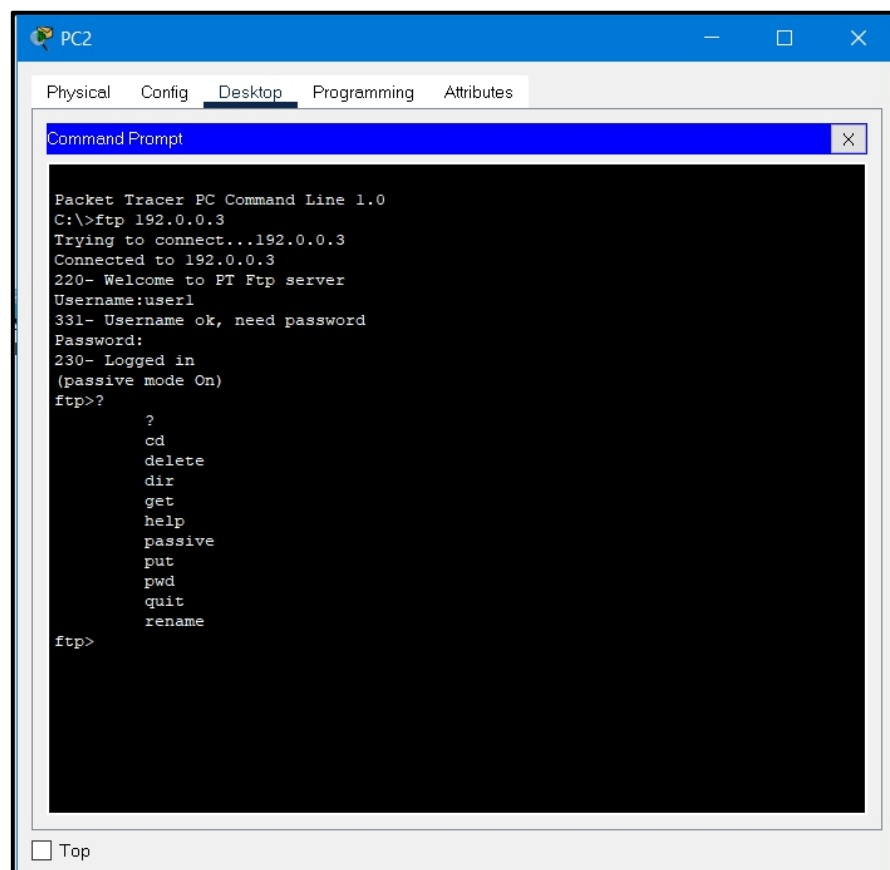 PC2
Physical Config Desktop Programming Attributes
Command Prompt
X
Packet Tracer PC Command Line 1.0
C:\>ftp 192.0.0.3
Trying to connect...192.0.0.3
Connected to 192.0.0.3
220- Welcome to PT Ftp server
Username:user1
331- Username ok, need password
Password:
230- Logged in
(passive mode On)
ftp>?
?
cd
delete
dir
get
help
passive
put
pwd
quit
rename
ftp>
Top